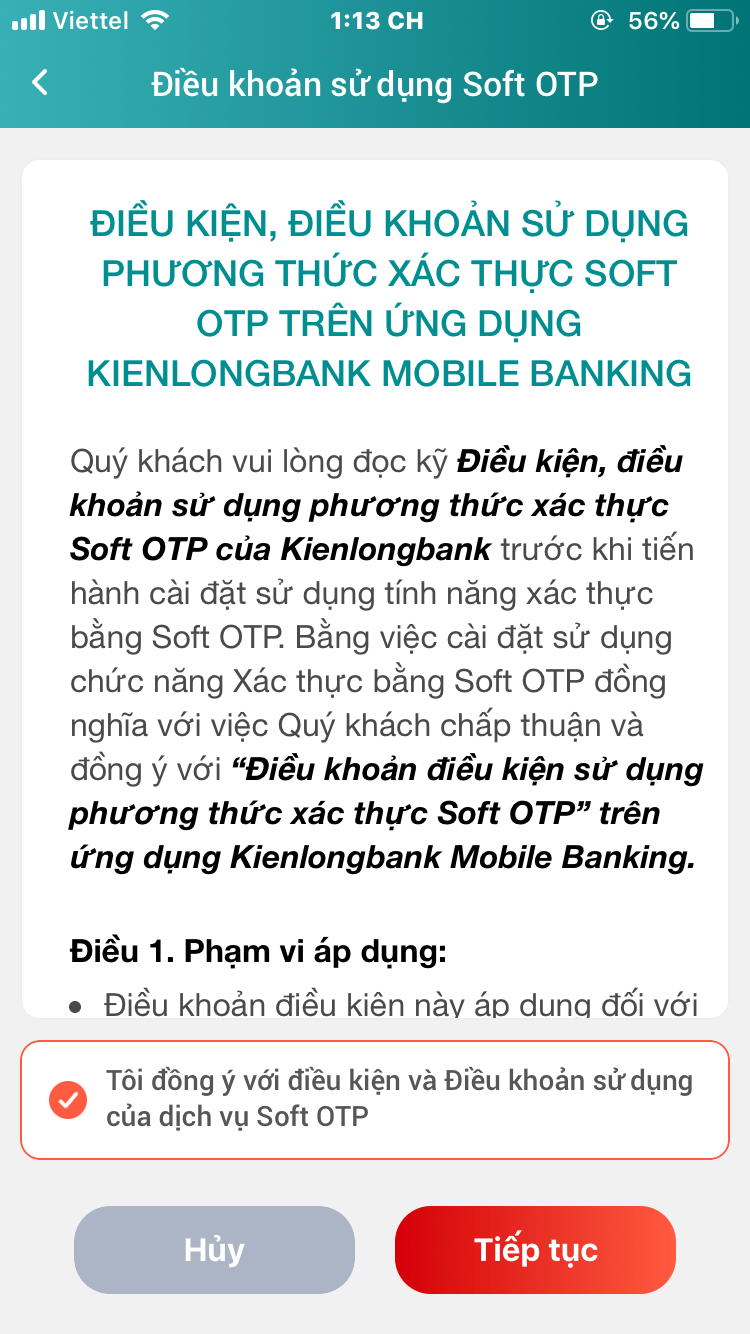 Viettel 1:13 CH 56%
Điều khoản sử dụng Soft OTP
ĐIỀU KIỆN, ĐIỀU KHOẢN SỬ DỤNG
PHƯƠNG THỨC XÁC THỰC SOFT
OTP TRÊN ỨNG DỤNG
KIENLONGBANK MOBILE BANKING
Quý khách vui lòng đọc kỹ Điều kiện, điều
khoản sử dụng phương thức xác thực
Soft OTP của Kienlongbank trước khi tiến
hành cài đặt sử dụng tính năng xác thực
bằng Soft OTP. Bằng việc cài đặt sử dụng
chức năng Xác thực bằng Soft OTP đồng
nghĩa với việc Quý khách chấp thuận và
đồng ý với “Điều khoản điều kiện sử dụng
phương thức xác thực Soft OTP” trên
ứng dụng Kienlongbank Mobile Banking.
Điều 1. Phạm vi áp dụng:
• Điều khoản điều kiện này áp dụng đối với
Tôi đồng ý với điều kiện và Điều khoản sử dụng
của dịch vụ Soft OTP
Hủy
Tiếp tục